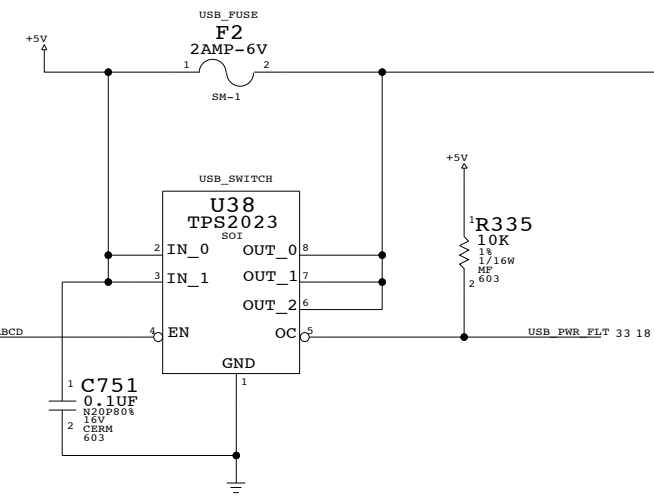 USB_FUSE
F2
2AMP-6V
+5V
1
2
SM-1
+5V
USB_SWITCH
U38
TPS2023
SOI
1
R335
10K
1%
1/16W
MF
603
2
2
IN_0
OUT_0
8
3
IN_1
OUT_1
7
OUT_2
6
ABCD
4
EN
OC
5
USB_PWR_FLT 33 18
GND
1
1
C751
0.1UF
N20P80%
16V
CERM
603
2